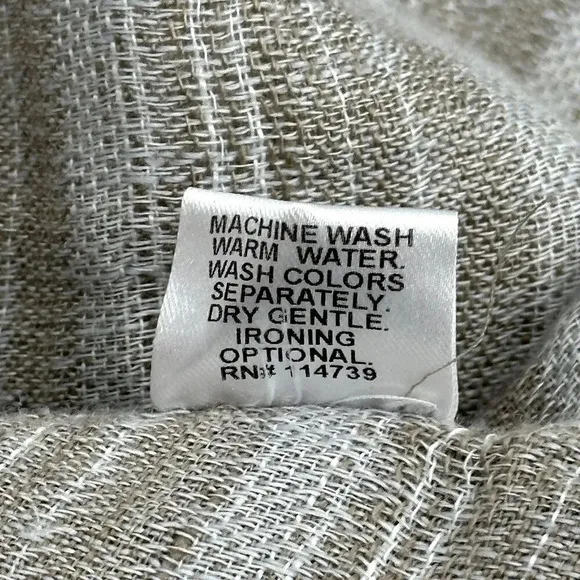 MACHINE WASH
WARM WATER.
WASH COLORS
SEPARATELY.
DRY GENTLE.
IRONING
OPTIONAL.
RN# 114739